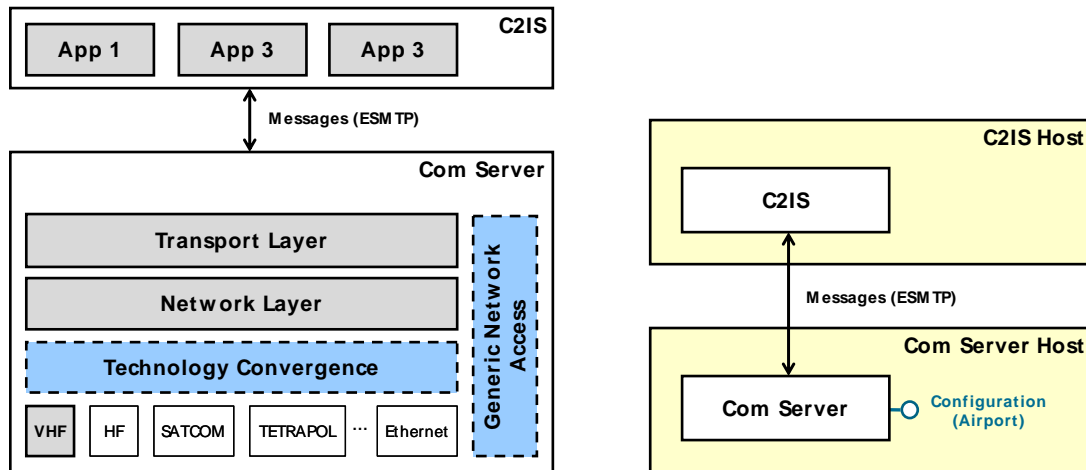 C2IS
App 1
App 3
App 3
Messages (ESMTP)
Com Server
Transport Layer
Network Layer
Technology Convergence
VHF
HF
SATCOM
TETRAPOL
...
Ethernet
Generic Network
Access
C2IS Host
C2IS
Messages (ESMTP)
Com Server Host
Com Server
Configuration
(Airport)